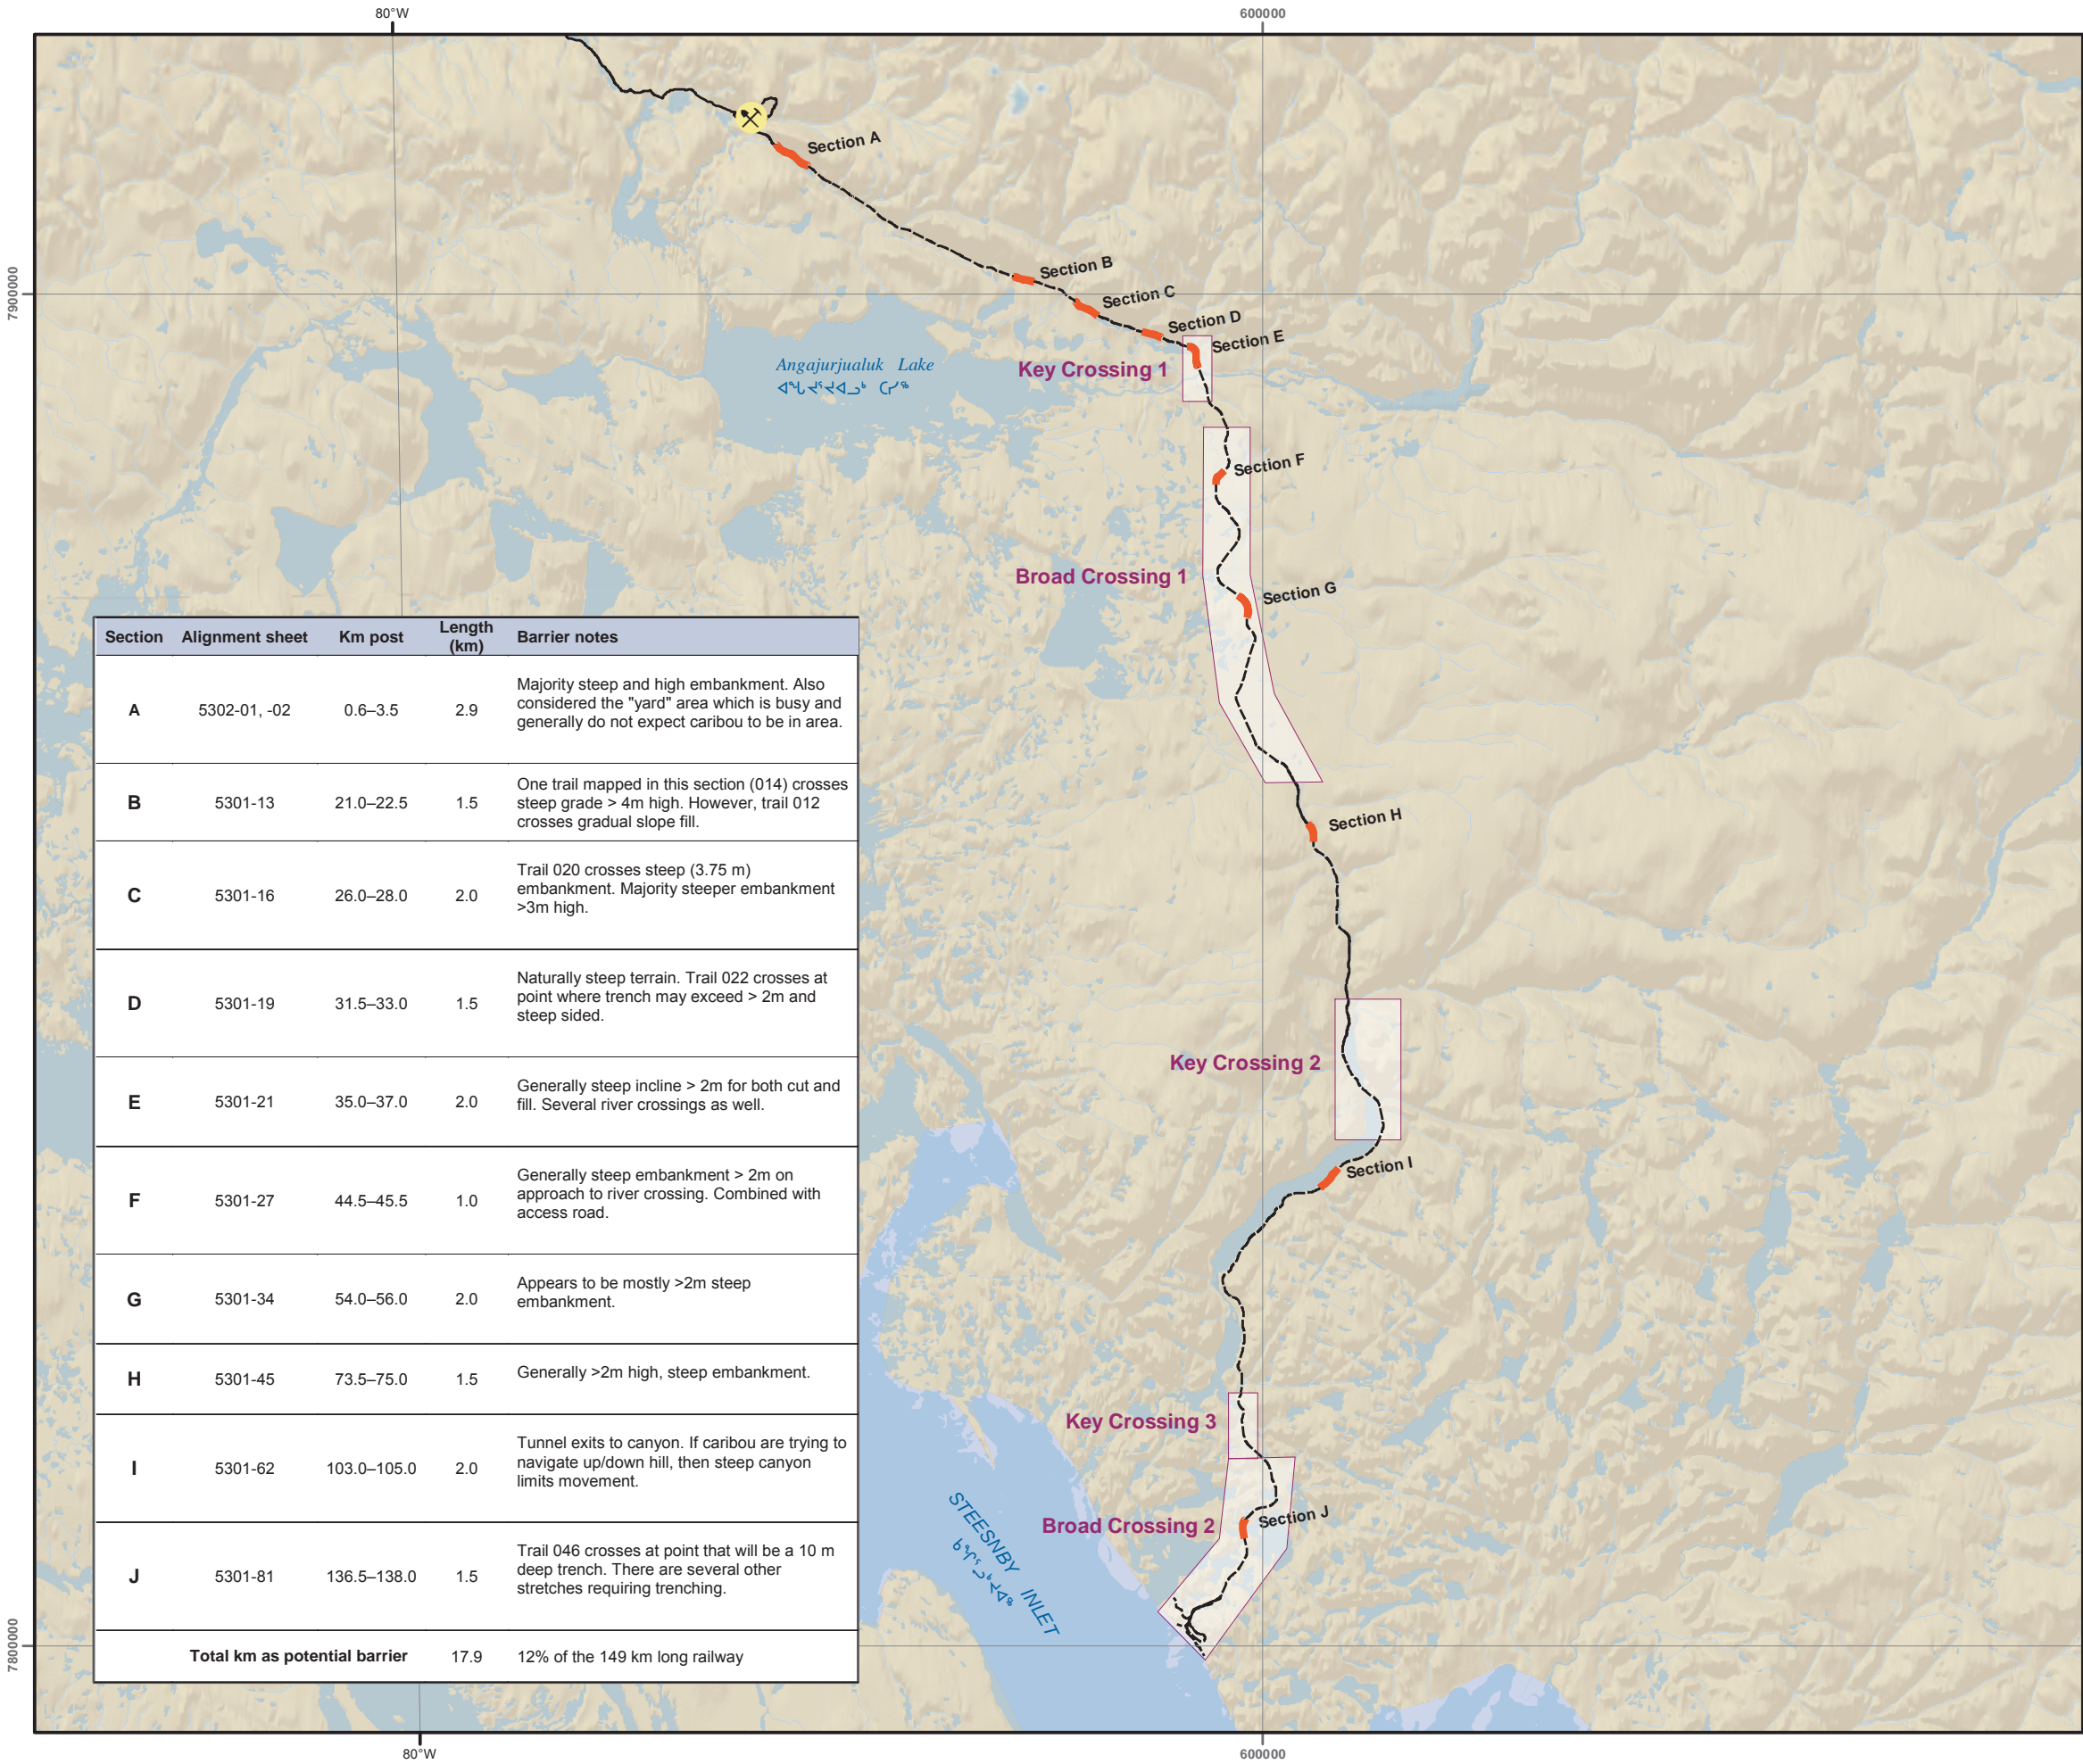 80°W
600000
Section A
7900000
Section B
Section C
Section D
Section E
Angajurjualuk Lake
Key Crossing 1
Section F
Broad Crossing 1
Section G
Section Alignment sheet Km post Length (km) Barrier notes
A 5302-01, -02 0.6–3.5 2.9 Majority steep and high embankment. Also
considered the "yard" area which is busy and
generally do not expect caribou to be in area.
B 5301-13 21.0–22.5 1.5 One trail mapped in this section (014) crosses
steep grade > 4m high. However, trail 012
crosses gradual slope fill.
C 5301-16 26.0–28.0 2.0 Trail 020 crosses steep (3.75 m)
embankment. Majority steeper embankment
>3m high.
D 5301-19 31.5–33.0 1.5 Naturally steep terrain. Trail 022 crosses at
point where trench may exceed > 2m and
steep sided.
E 5301-21 35.0–37.0 2.0 Generally steep incline > 2m for both cut and
fill. Several river crossings as well.
F 5301-27 44.5–45.5 1.0 Generally steep embankment > 2m on
approach to river crossing. Combined with
access road.
G 5301-34 54.0–56.0 2.0 Appears to be mostly >2m steep
embankment.
H 5301-45 73.5–75.0 1.5 Generally >2m high, steep embankment.
I 5301-62 103.0–105.0 2.0 Tunnel exits to canyon. If caribou are trying to
navigate up/down hill, then steep canyon
limits movement.
J 5301-81 136.5–138.0 1.5 Trail 046 crosses at point that will be a 10 m
deep trench. There are several other
stretches requiring trenching.
Total km as potential barrier 17.9 12% of the 149 km long railway
Section H
Key Crossing 2
Section I
Key Crossing 3
Section J
Broad Crossing 2
STEESNBY INLET
7800000
80°W
600000